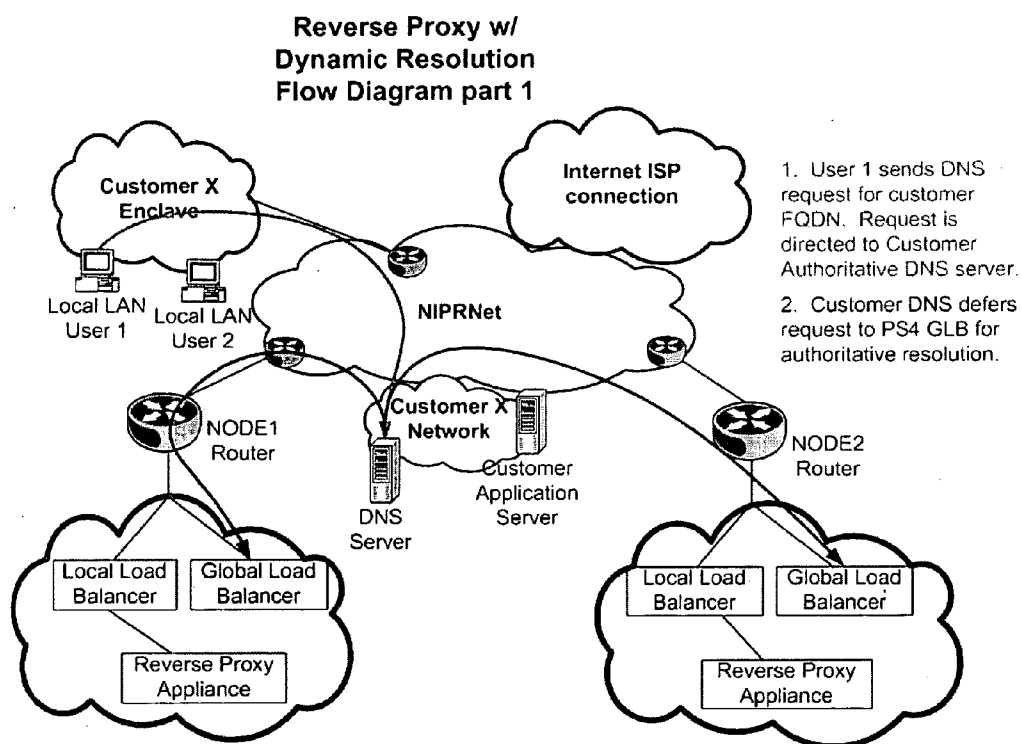 Reverse Proxy w/
Dynamic Resolution
Flow Diagram part 1
Customer X
Enclave
Internet ISP
connection
1. User 1 sends DNS
request for customer
FQDN. Request is
directed to Customer
Authoritative DNS server.
2. Customer DNS defers
request to PS4 GLB for
authoritative resolution.
Local LAN
User 1
Local LAN
User 2
NIPRNet
NODE1
Router
Customer X
Network
NODE2
Router
Customer
Application
Server
DNS
Server
Local Load
Balancer
Global Load
Balancer
Reverse Proxy
Appliance
Local Load
Balancer
Global Load
Balancer
Reverse Proxy
Appliance